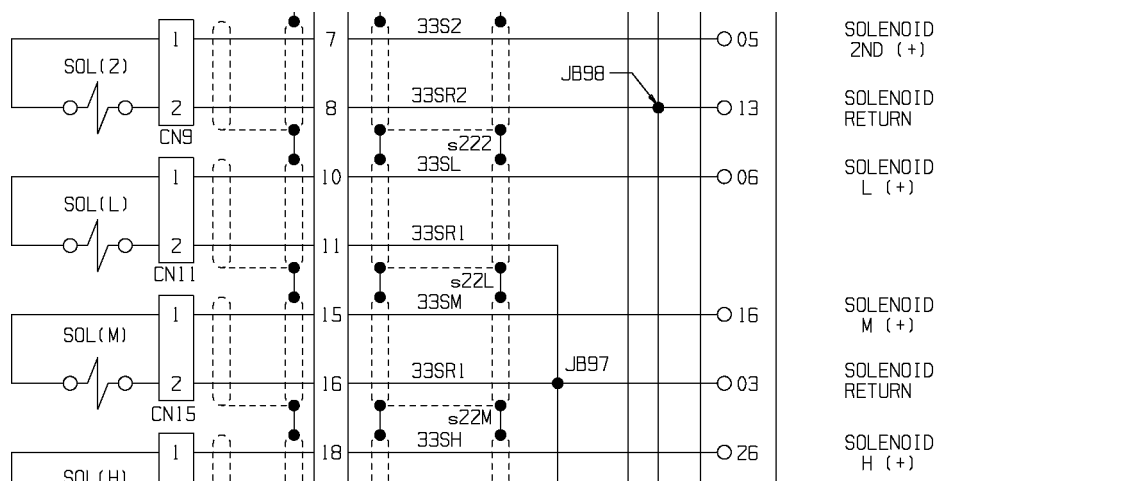 1 7 33S2 05 SOLENOID
2ND (+)
SOL(2) JB98
2 8 33SR2 13 SOLENOID
RETURN
CN9 s222
1 10 33SL 06 SOLENOID
L (+)
SOL(L)
2 11 33SR1
CN11 s22L
1 15 33SM 16 SOLENOID
M (+)
SOL(M) JB97
2 16 33SR1 03 SOLENOID
RETURN
CN15 s22M
1 18 33SH 26 SOLENOID
H (+)
SOL(H)